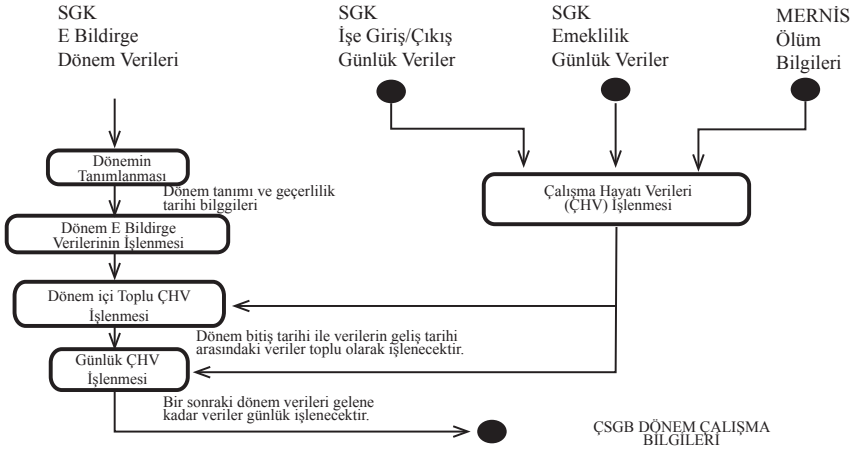 SGK
E Bildirge
Dönem Verileri
SGK
İşe Giriş/Çıkış
Günlük Veriler
SGK
Emeklilik
Günlük Veriler
MERNİS
Ölüm
Bilgileri
Dönemin
Tanımlanması
Dönem tanımı ve geçerlilik
tarihi bilggileri
Çalışma Hayatı Verileri
(ÇHV) İşlenmesi
Dönem E Bildirge
Verilerinin İşlenmesi
Dönem içi Toplu ÇHV
İşlenmesi
Dönem bitiş tarihi ile verilerin geliş tarihi
arasındaki veriler toplu olarak işlenecektir.
Günlük ÇHV
İşlenmesi
Bir sonraki dönem verileri gelene
kadar veriler günlük işlenecektir.
ÇSGB DÖNEM ÇALIŞMA
BİLGİLERİ